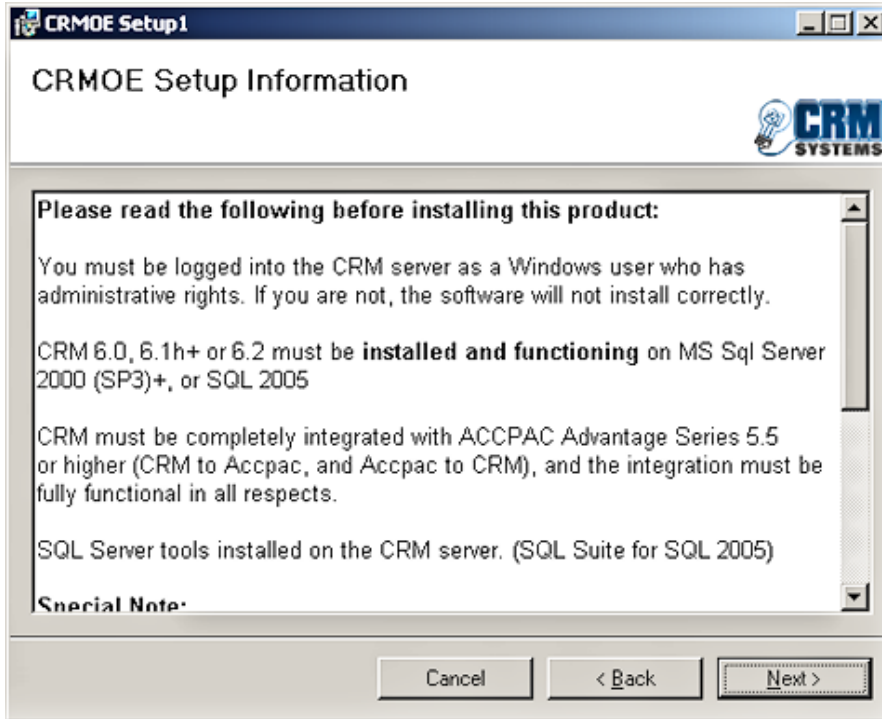 CRMOE Setup1
CRMOE Setup Information
CRM
SYSTEMS
Please read the following before installing this product:
You must be logged into the CRM server as a Windows user who has
administrative rights. If you are not, the software will not install correctly.
CRM 6.0, 6.1h+ or 6.2 must be installed and functioning on MS Sql Server
2000 (SP3)+, or SQL 2005
CRM must be completely integrated with ACCPAC Advantage Series 5.5
or higher (CRM to Accpac, and Accpac to CRM), and the integration must be
fully functional in all respects.
SQL Server tools installed on the CRM server. (SQL Suite for SQL 2005)
Special Note:
Cancel
< Back
Next >